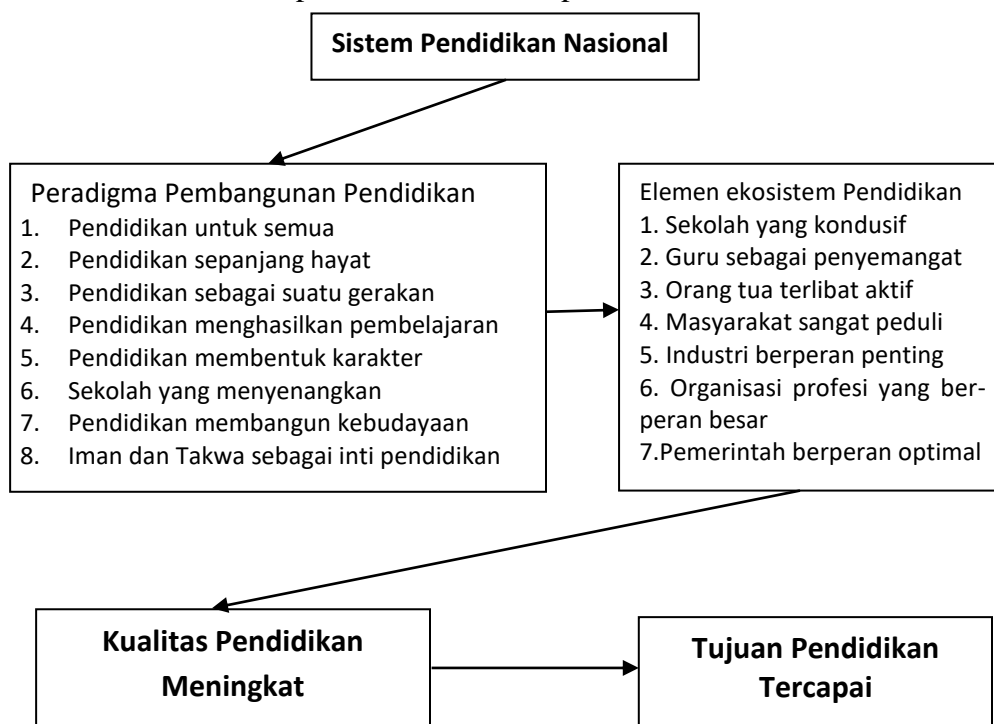 Sistem Pendidikan Nasional
Peradigma Pembangunan Pendidikan
1. Pendidikan untuk semua
2. Pendidikan sepanjang hayat
3. Pendidikan sebagai suatu gerakan
4. Pendidikan menghasilkan pembelajaran
5. Pendidikan membentuk karakter
6. Sekolah yang menyenangkan
7. Pendidikan membangun kebudayaan
8. Iman dan Takwa sebagai inti pendidikan
Elemen ekosistem Pendidikan
1. Sekolah yang kondusif
2. Guru sebagai penyemangat
3. Orang tua terlibat aktif
4. Masyarakat sangat peduli
5. Industri berperan penting
6. Organisasi profesi yang ber-
peran besar
7.Pemerintah berperan optimal
Kualitas Pendidikan
Meningkat
Tujuan Pendidikan
Tercapai